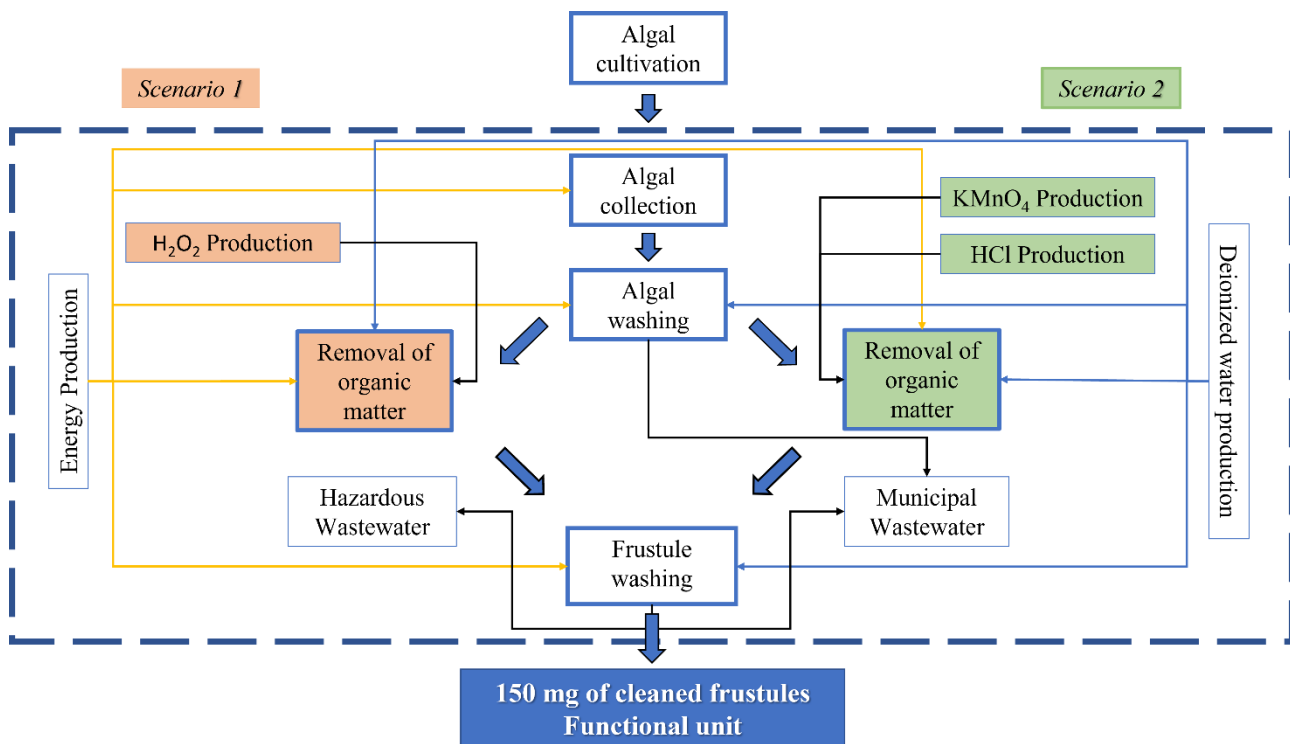 Algal
cultivation
Scenario 1
Scenario 2
Algal
collection
KMnO₄ Production
H₂O₂ Production
HCl Production
Algal
washing
Energy Production
Removal of
organic
matter
Removal of
organic
matter
Deionized water production
Hazardous
Wastewater
Municipal
Wastewater
Frustule
washing
150 mg of cleaned frustules
Functional unit